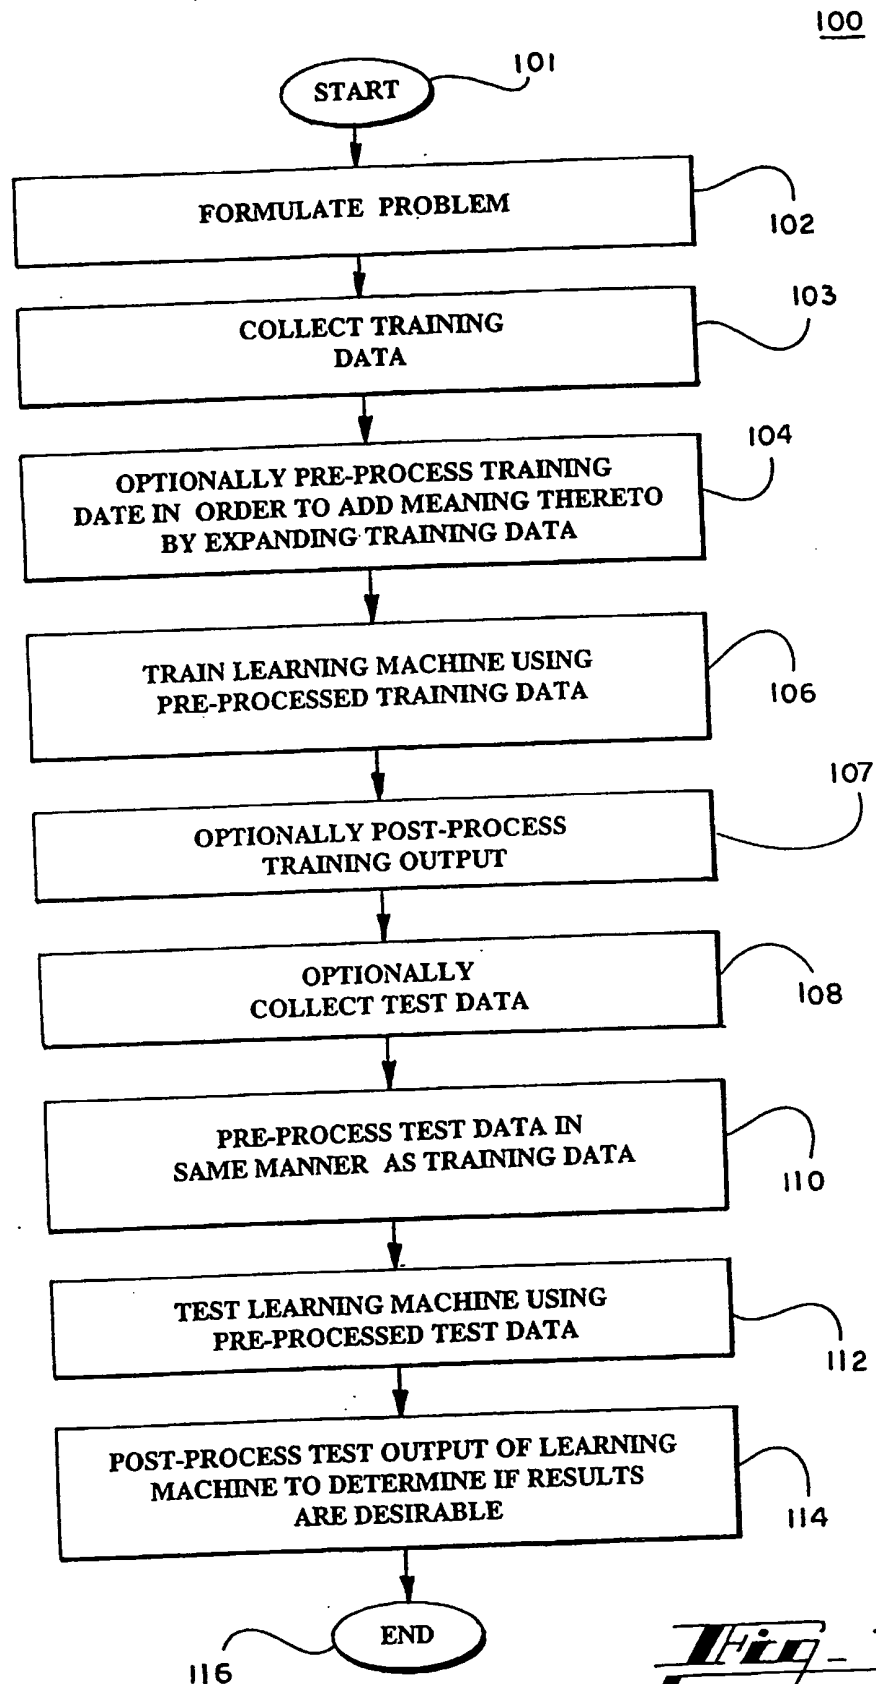 100
START
101
FORMULATE PROBLEM
102
COLLECT TRAINING
DATA
103
OPTIONALLY PRE-PROCESS TRAINING
DATE IN ORDER TO ADD MEANING THERETO
BY EXPANDING TRAINING DATA
104
TRAIN LEARNING MACHINE USING
PRE-PROCESSED TRAINING DATA
106
OPTIONALLY POST-PROCESS
TRAINING OUTPUT
107
OPTIONALLY
COLLECT TEST DATA
108
PRE-PROCESS TEST DATA IN
SAME MANNER AS TRAINING DATA
110
TEST LEARNING MACHINE USING
PRE-PROCESSED TEST DATA
112
POST-PROCESS TEST OUTPUT OF LEARNING
MACHINE TO DETERMINE IF RESULTS
ARE DESIRABLE
114
END
116
Fig_